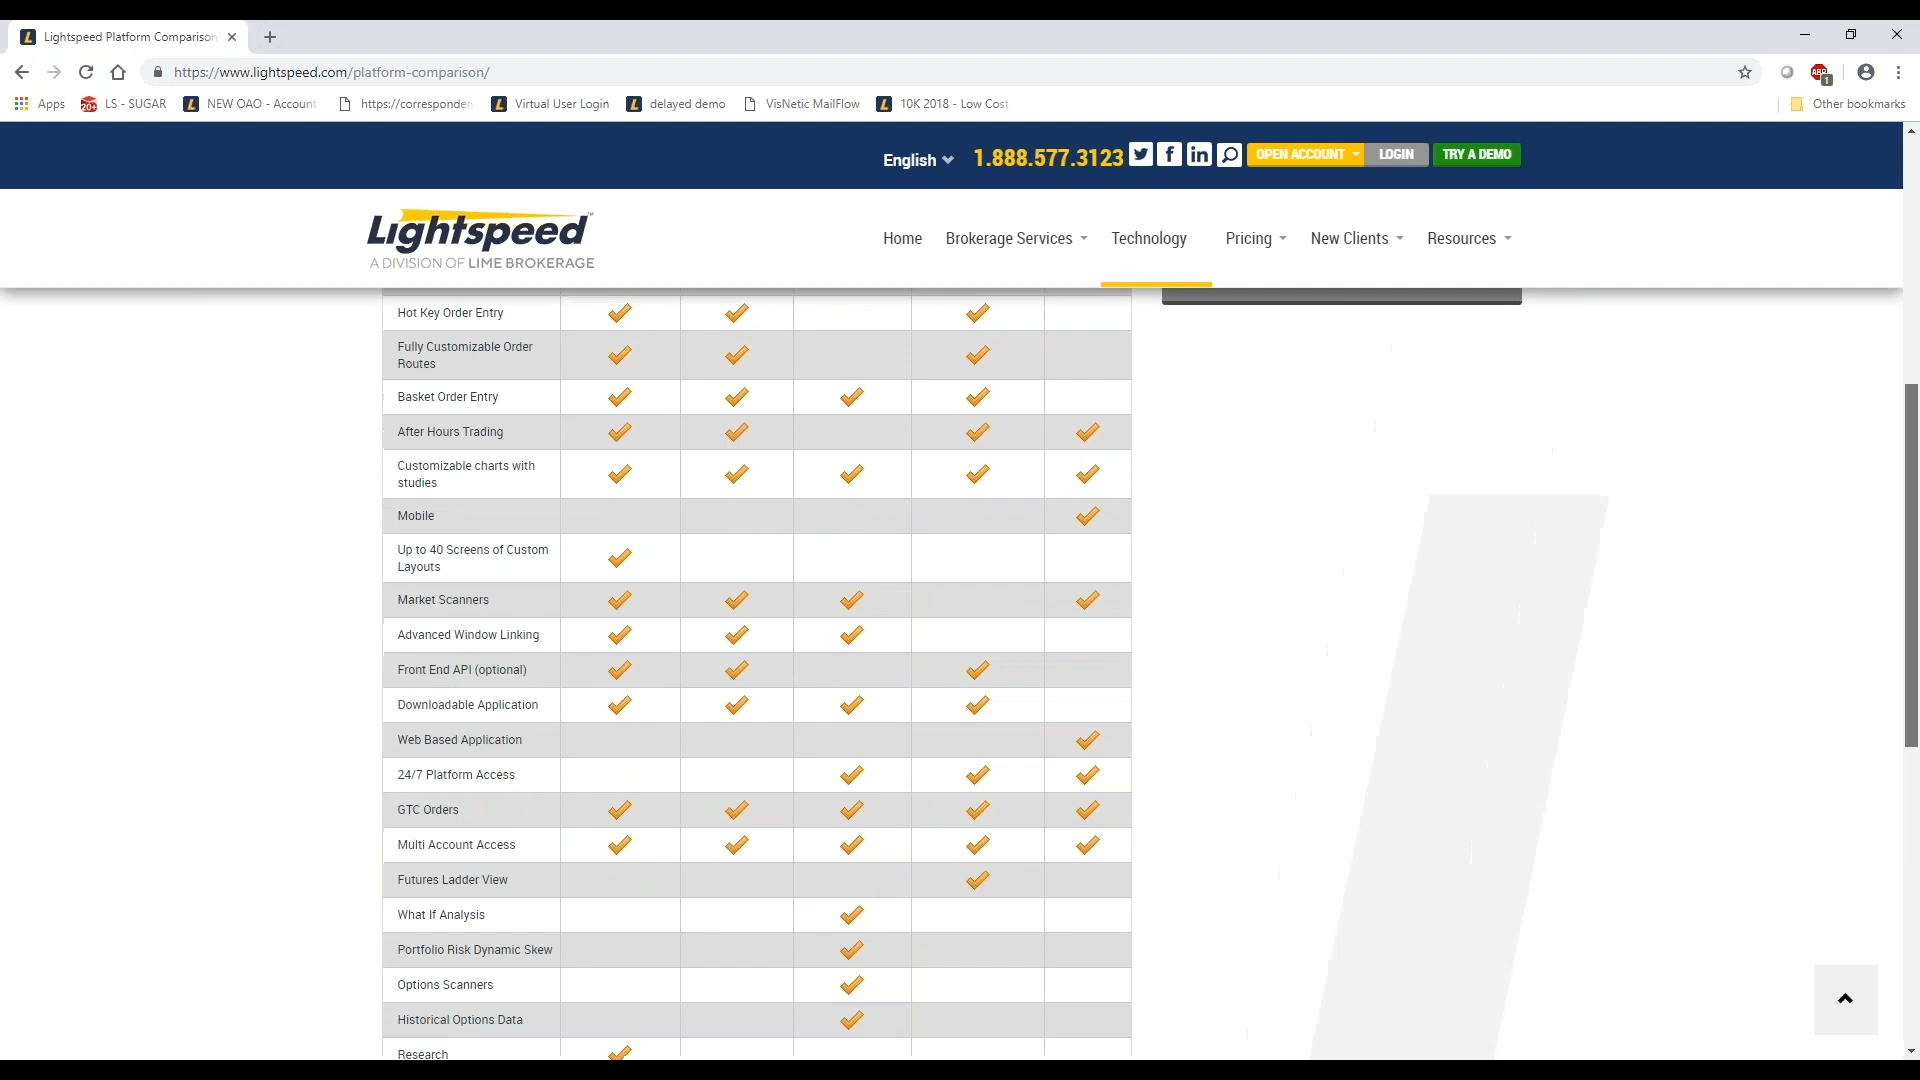 Lightspeed Platform Comparison
https://www.lightspeed.com/platform-comparison/
ABP
1
Apps
20+
LS - SUGAR
NEW OAO - Account
https://corresponden
Virtual User Login
delayed demo
VisNetic MailFlow
10K 2018 - Low Cost
Other bookmarks
English
1.888.577.3123
OPEN ACCOUNT
LOGIN
TRY A DEMO
Lightspeed™
A DIVISION OF LIME BROKERAGE
Home
Brokerage Services
Technology
Pricing
New Clients
Resources
Hot Key Order Entry
Fully Customizable Order
Routes
Basket Order Entry
After Hours Trading
Customizable charts with
studies
Mobile
Up to 40 Screens of Custom
Layouts
Market Scanners
Advanced Window Linking
Front End API (optional)
Downloadable Application
Web Based Application
24/7 Platform Access
GTC Orders
Multi Account Access
Futures Ladder View
What If Analysis
Portfolio Risk Dynamic Skew
Options Scanners
Historical Options Data
Research